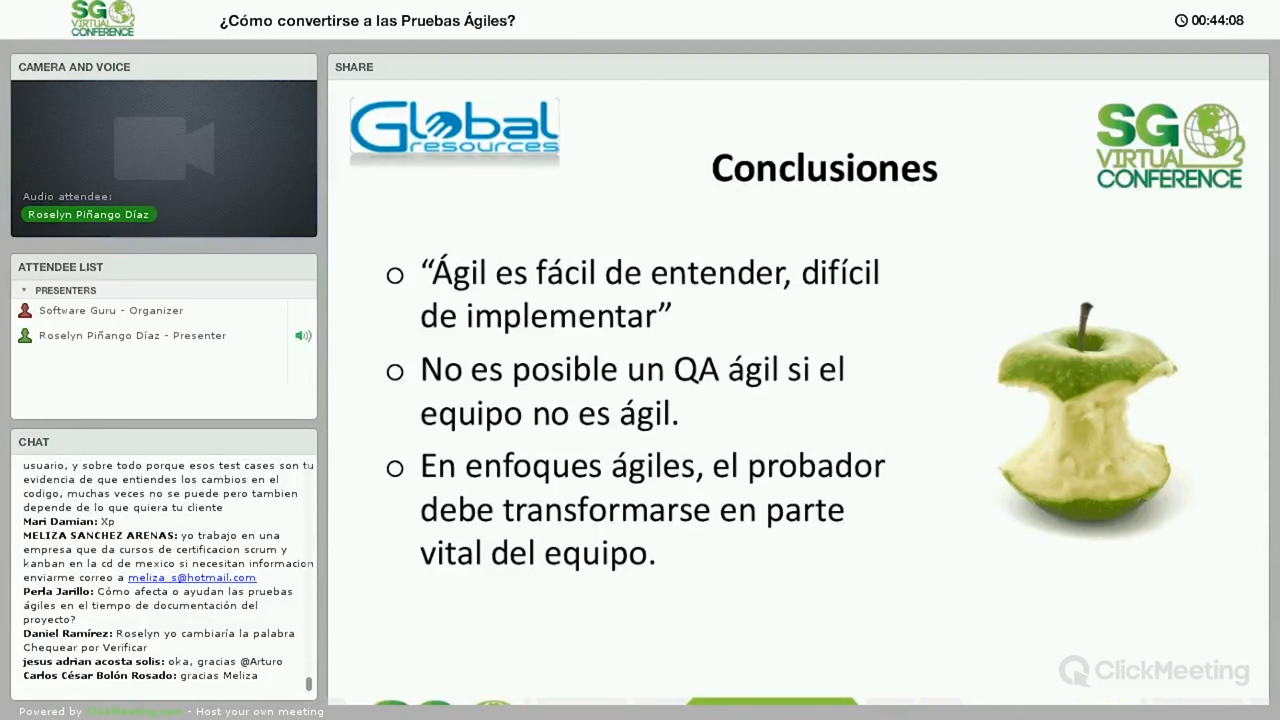 SG
VIRTUAL
CONFERENCE
¿Cómo convertirse a las Pruebas Ágiles?
00:44:08
CAMERA AND VOICE
Audio attendee:
Roselyn Piñango Díaz
ATTENDEE LIST
PRESENTERS
Software Guru - Organizer
Roselyn Piñango Díaz - Presenter
CHAT
usuario, y sobre todo porque esos test cases son tu
evidencia de que entiendes los cambios en el
codigo, muchas veces no se puede pero tambien
depende de lo que quiera tu cliente
Mari Damian: Xp
MELIZA SANCHEZ ARENAS: yo trabajo en una
empresa que da cursos de certificacion scrum y
kanban en la cd de mexico si necesitan informacion
enviarme correo a meliza_s@hotmail.com
Perla Jarillo: Cómo afecta o ayudan las pruebas
ágiles en el tiempo de documentación del
proyecto?
Daniel Ramírez: Roselyn yo cambiaría la palabra
Chequear por Verificar
jesus adrian acosta solis: oka, gracias @Arturo
Carlos César Bolón Rosado: gracias Meliza
Powered by ClickMeeting.com - Host your own meeting
SHARE
Global
resources
Conclusiones
SG
VIRTUAL
CONFERENCE
“Ágil es fácil de entender, difícil
de implementar”
No es posible un QA ágil si el
equipo no es ágil.
En enfoques ágiles, el probador
debe transformarse en parte
vital del equipo.
ClickMeeting